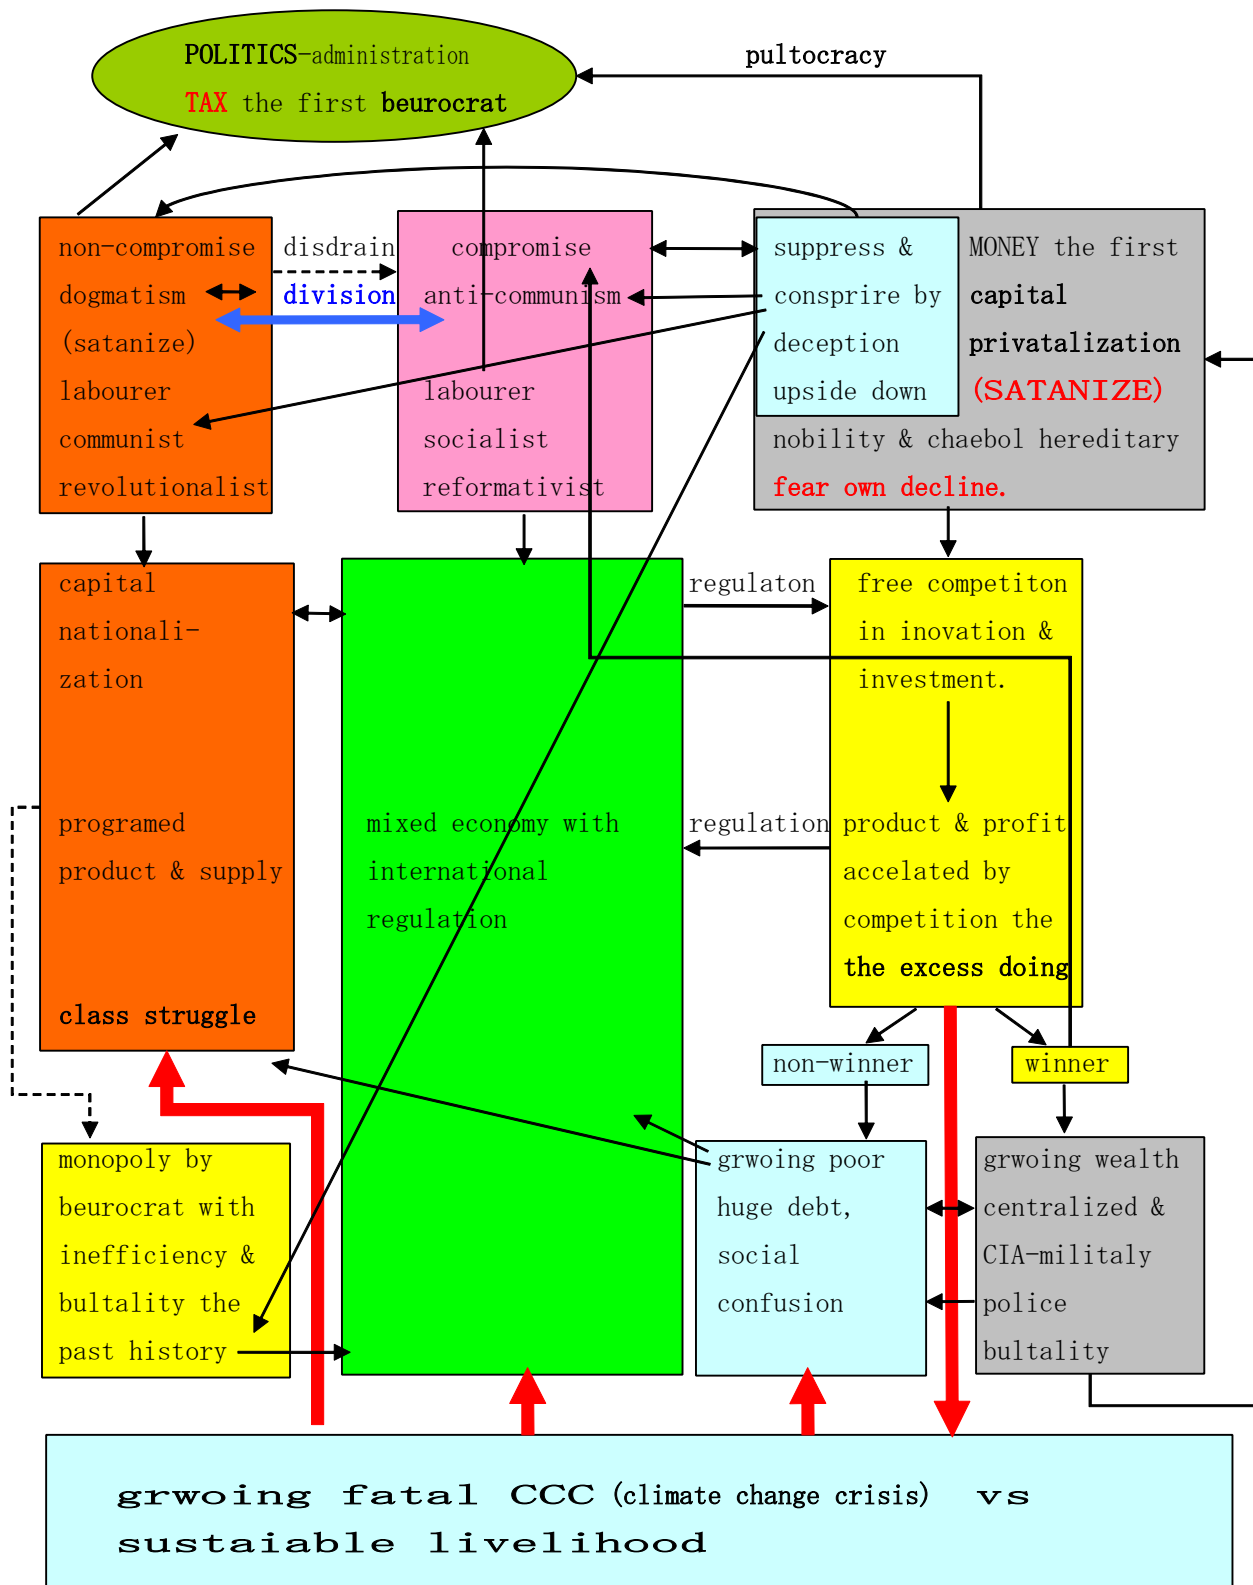 POLITICS-administration
TAX the first beurocrat
pultocracy
non-compromise
dogmatism
(satanize)
labourer
communist
revolutionalist
disdrain
division
compromise
anti-communism
labourer
socialist
reformativist
suppress &
consprire by
deception
upside down
MONEY the first
capital
privatalization
(SATANIZE)
nobility & chaebol hereditary
fear own decline.
capital
nationali-
zation
programed
product & supply
class struggle
mixed economy with
international
regulation
regulaton
regulation
free competiton
in inovation &
investment.
product & profit
accelated by
competition the
the excess doing
non-winner
winner
monopoly by
beurocrat with
inefficiency &
bultality the
past history
grwoing poor
huge debt,
social
confusion
grwoing wealth
centralized &
CIA-militaly
police
bultality
grwoing fatal CCC (climate change crisis) vs
sustaiable livelihood